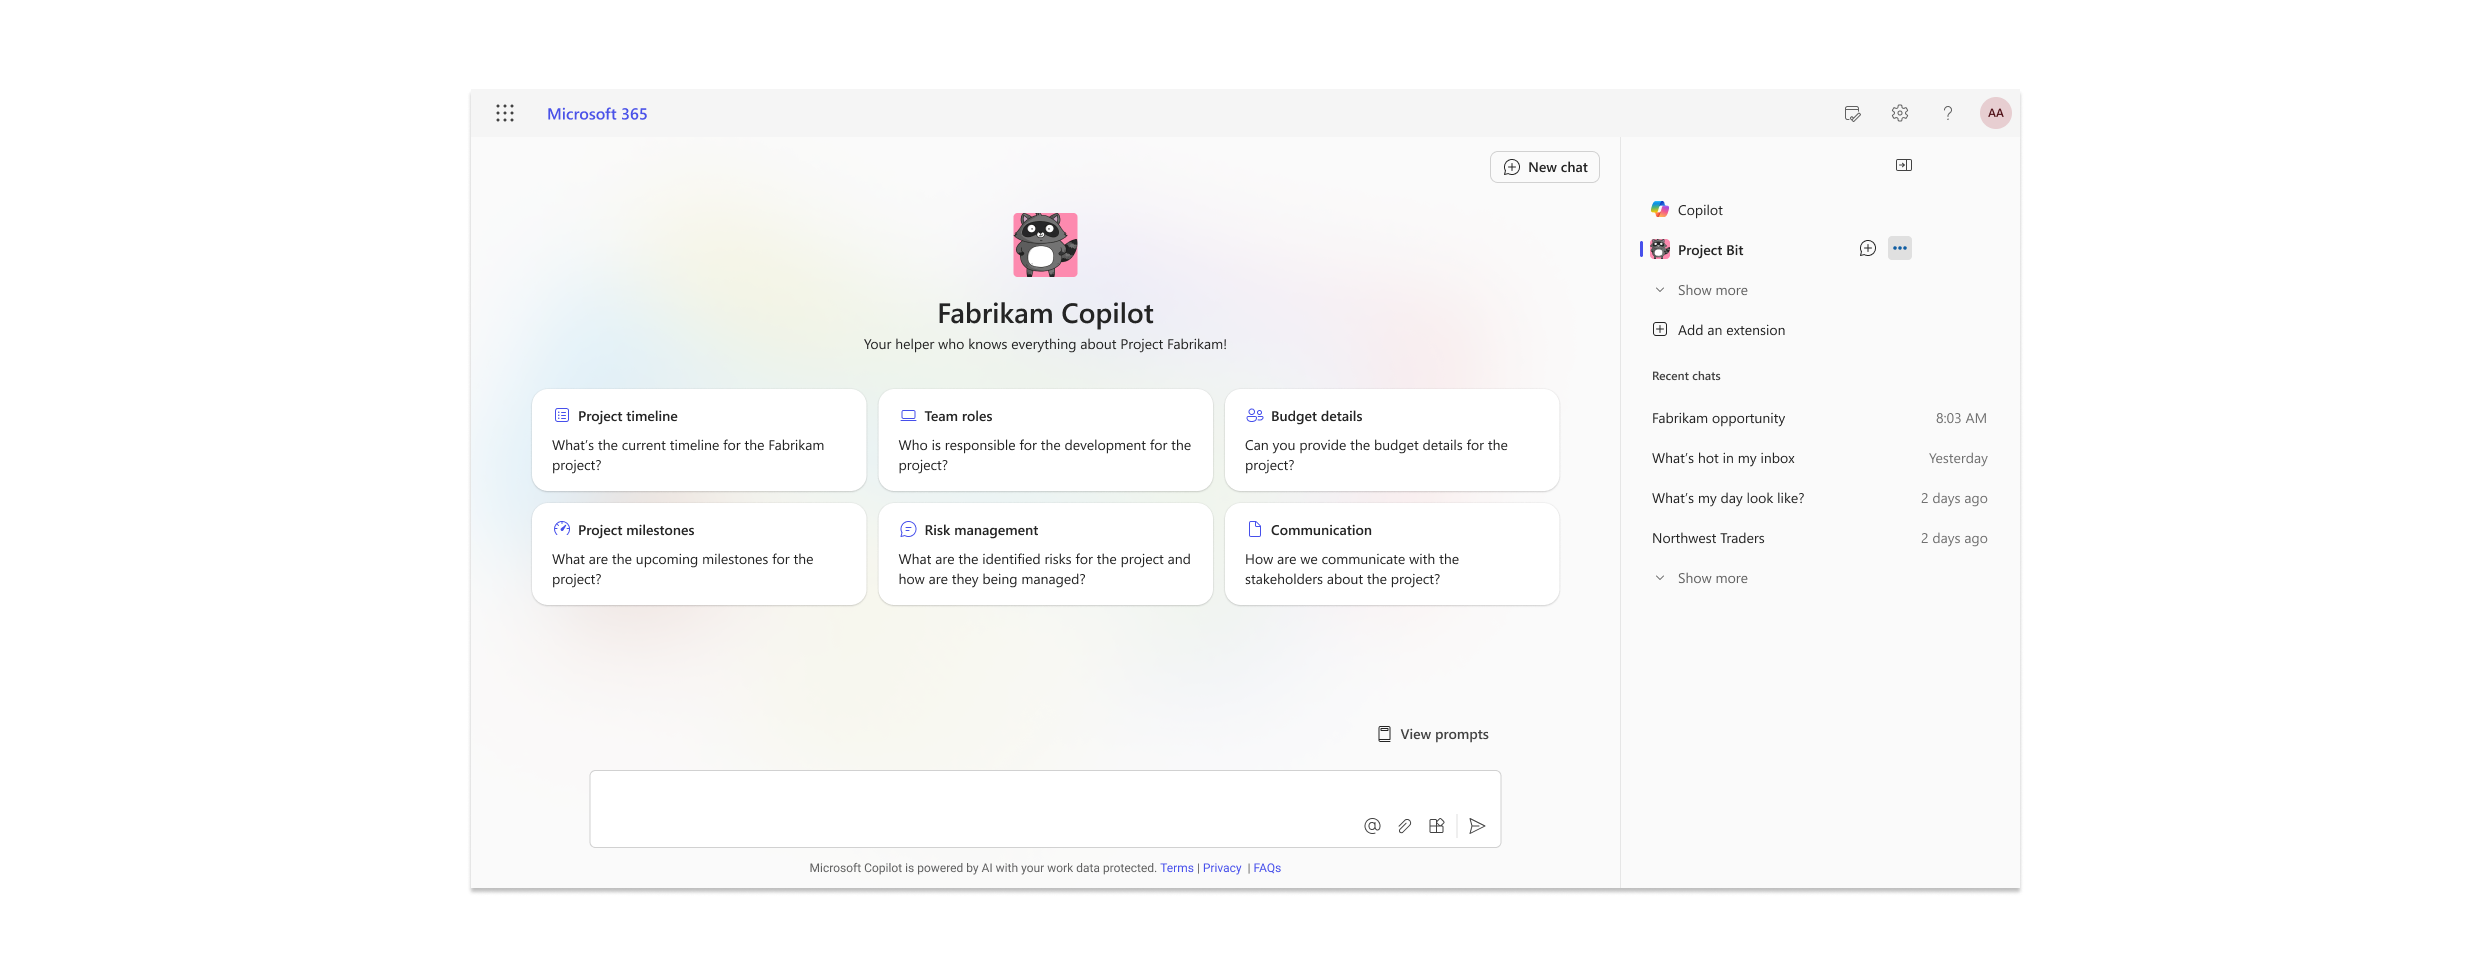 Microsoft 365
AA
New chat
Fabrikam Copilot
Your helper who knows everything about Project Fabrikam!
Project timeline
What's the current timeline for the Fabrikam
project?
Team roles
Who is responsible for the development for the
project?
Budget details
Can you provide the budget details for the
project?
Project milestones
What are the upcoming milestones for the
project?
Risk management
What are the identified risks for the project and
how are they being managed?
Communication
How are we communicate with the
stakeholders about the project?
View prompts
Microsoft Copilot is powered by AI with your work data protected. Terms | Privacy | FAQs
Copilot
Project Bit
Show more
Add an extension
Recent chats
Fabrikam opportunity 8:03 AM
What's hot in my inbox Yesterday
What's my day look like? 2 days ago
Northwest Traders 2 days ago
Show more